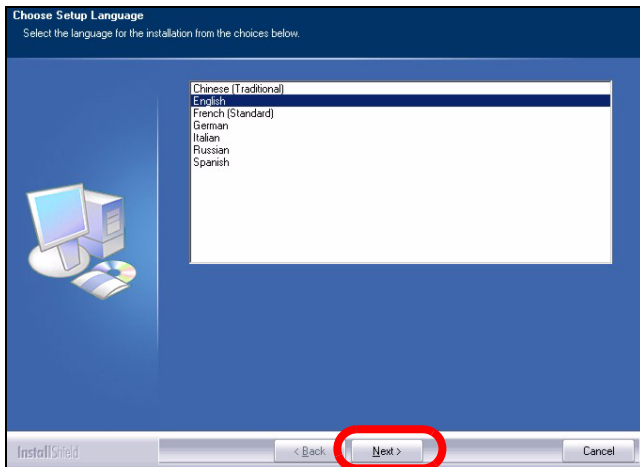 Choose Setup Language
Select the language for the installation from the choices below.
Chinese (Traditional)
English
French (Standard)
German
Italian
Russian
Spanish
InstallShield
< Back
Next >
Cancel